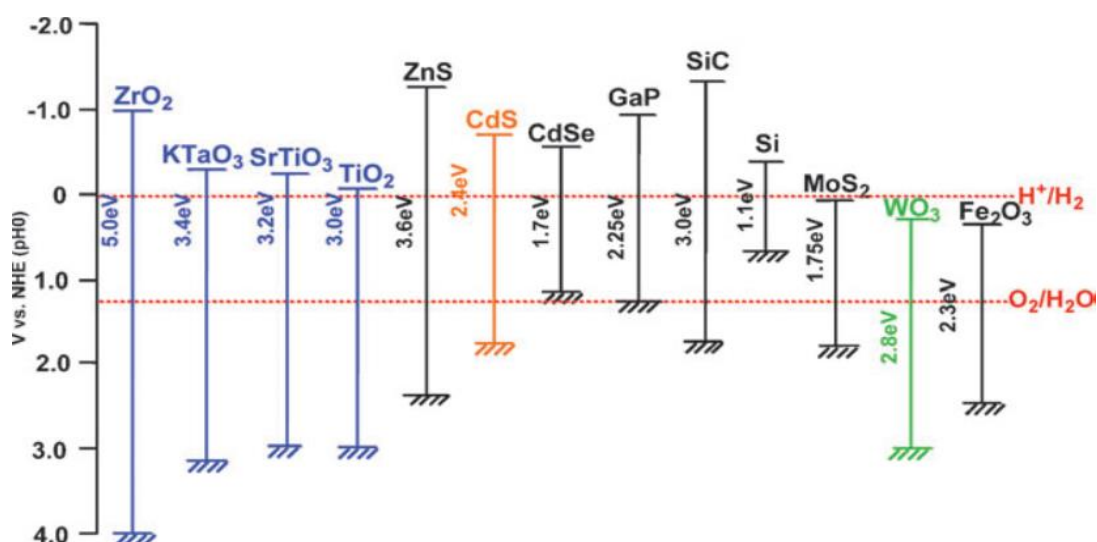 -2.0
-1.0
0
1.0
2.0
3.0
4.0
V vs. NHE (pH0)
ZrO₂
5.0eV
KTaO₃
3.4eV
SrTiO₃
3.2eV
TiO₂
3.0eV
ZnS
3.6eV
CdS
2.4eV
CdSe
1.7eV
GaP
2.25eV
SiC
3.0eV
Si
1.1eV
MoS₂
1.75eV
WO₃
2.8eV
Fe₂O₃
2.3eV
H⁺/H₂
O₂/H₂O